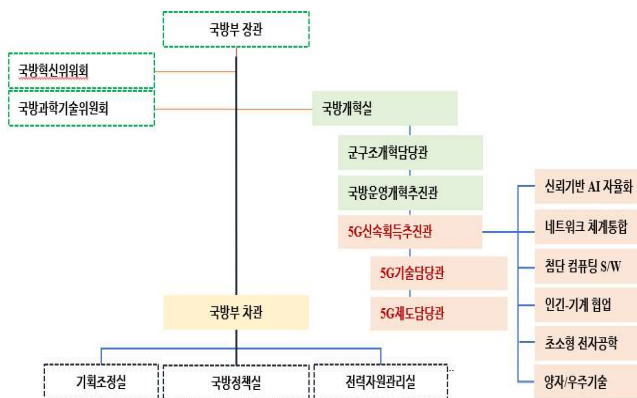 국방부 장관
국방혁신위워회
국방과학기술위원회
국방개혁실
군구조개혁담당관
국방운영개혁추진관
5G신속획득추진관
5G기술담당관
5G제도담당관
신뢰기반 AI 자율화
네트워크 체계통합
첨단 컴퓨팅 S/W
인간-기계 협업
초소형 전자공학
양자/우주기술
국방부 차관
기획조정실
국방정책실
전력자원관리실